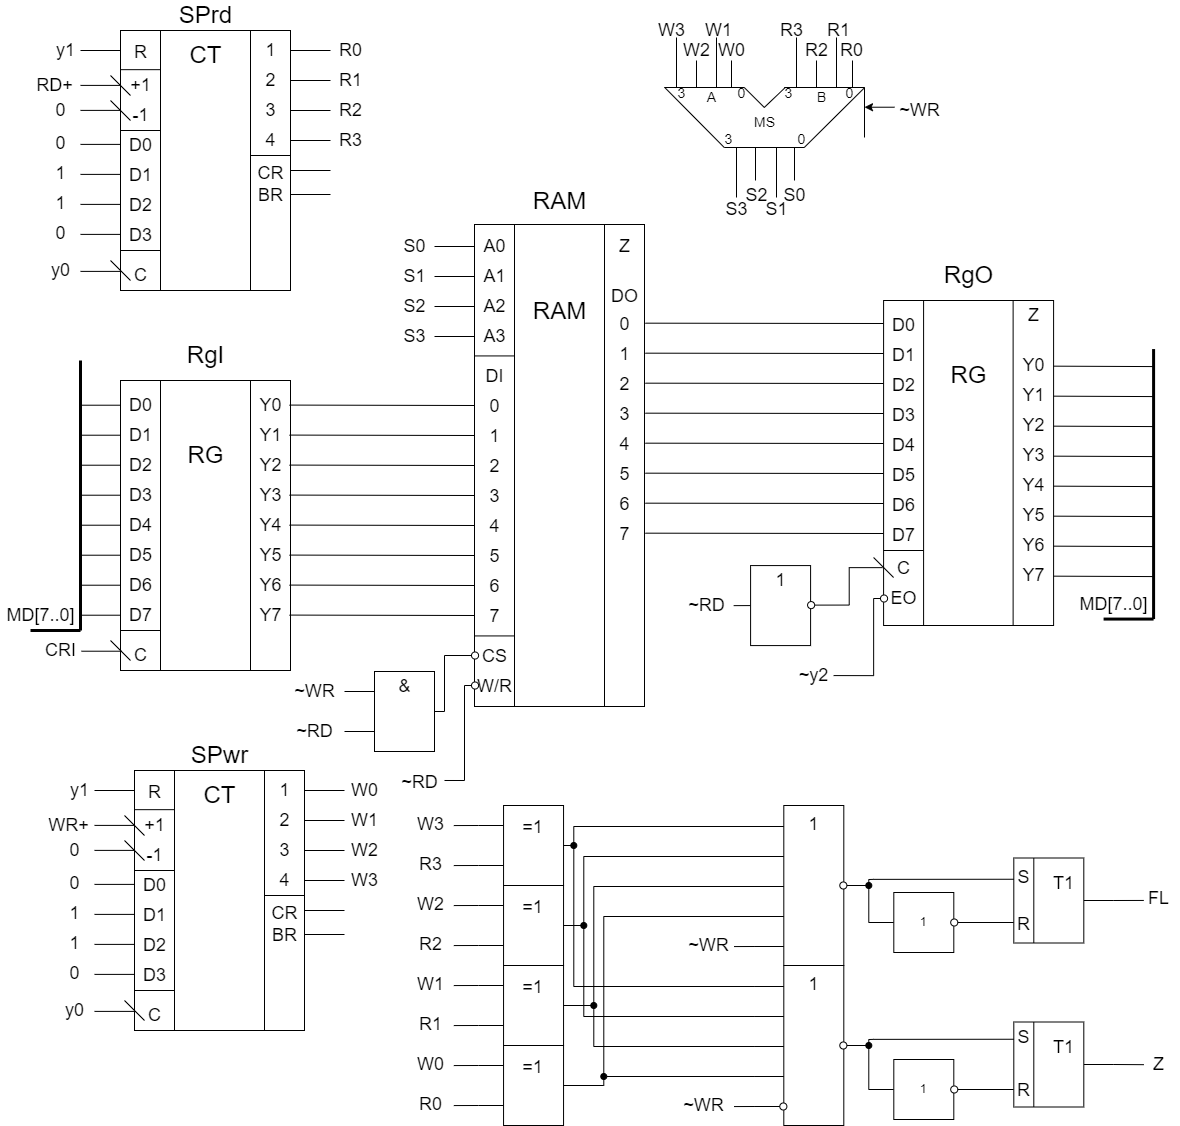 SPrd
y1 R CT 1 R0
RD+ +1 2 R1
0 -1 3 R2
0 D0 4 R3
1 D1 CR
1 D2 BR
0 D3
y0 C
W3 W1 R3 R1
W2 W0 R2 R0
3 A 0 3 B 0
~WR
MS
3 0
S2 S0
S3 S1
RAM
S0 A0 RAM Z
S1 A1
S2 A2 DO
S3 A3 0
DI 1
0 2
1 3
2 4
3 5
4 6
5 7
6
7
CS
W/R
RgI
D0 RG Y0
D1 Y1
D2 Y2
D3 Y3
D4 Y4
D5 Y5
D6 Y6
MD[7..0] D7 Y7
CRI C
~WR &
~RD
~RD
RgO
D0 RG Z
D1 Y0
D2 Y1
D3 Y2
D4 Y3
D5 Y4
D6 Y5
D7 Y6
C Y7
EO
MD[7..0]
1
~RD
~y2
SPwr
y1 R CT 1 W0
WR+ +1 2 W1
0 -1 3 W2
0 D0 4 W3
1 D1 CR
1 D2 BR
0 D3
y0 C
W3 =1
R3
W2 =1
R2
W1 =1
R1
W0 =1
R0
1
~WR
1
~WR
1
S T1 FL
R
1
S T1 Z
R